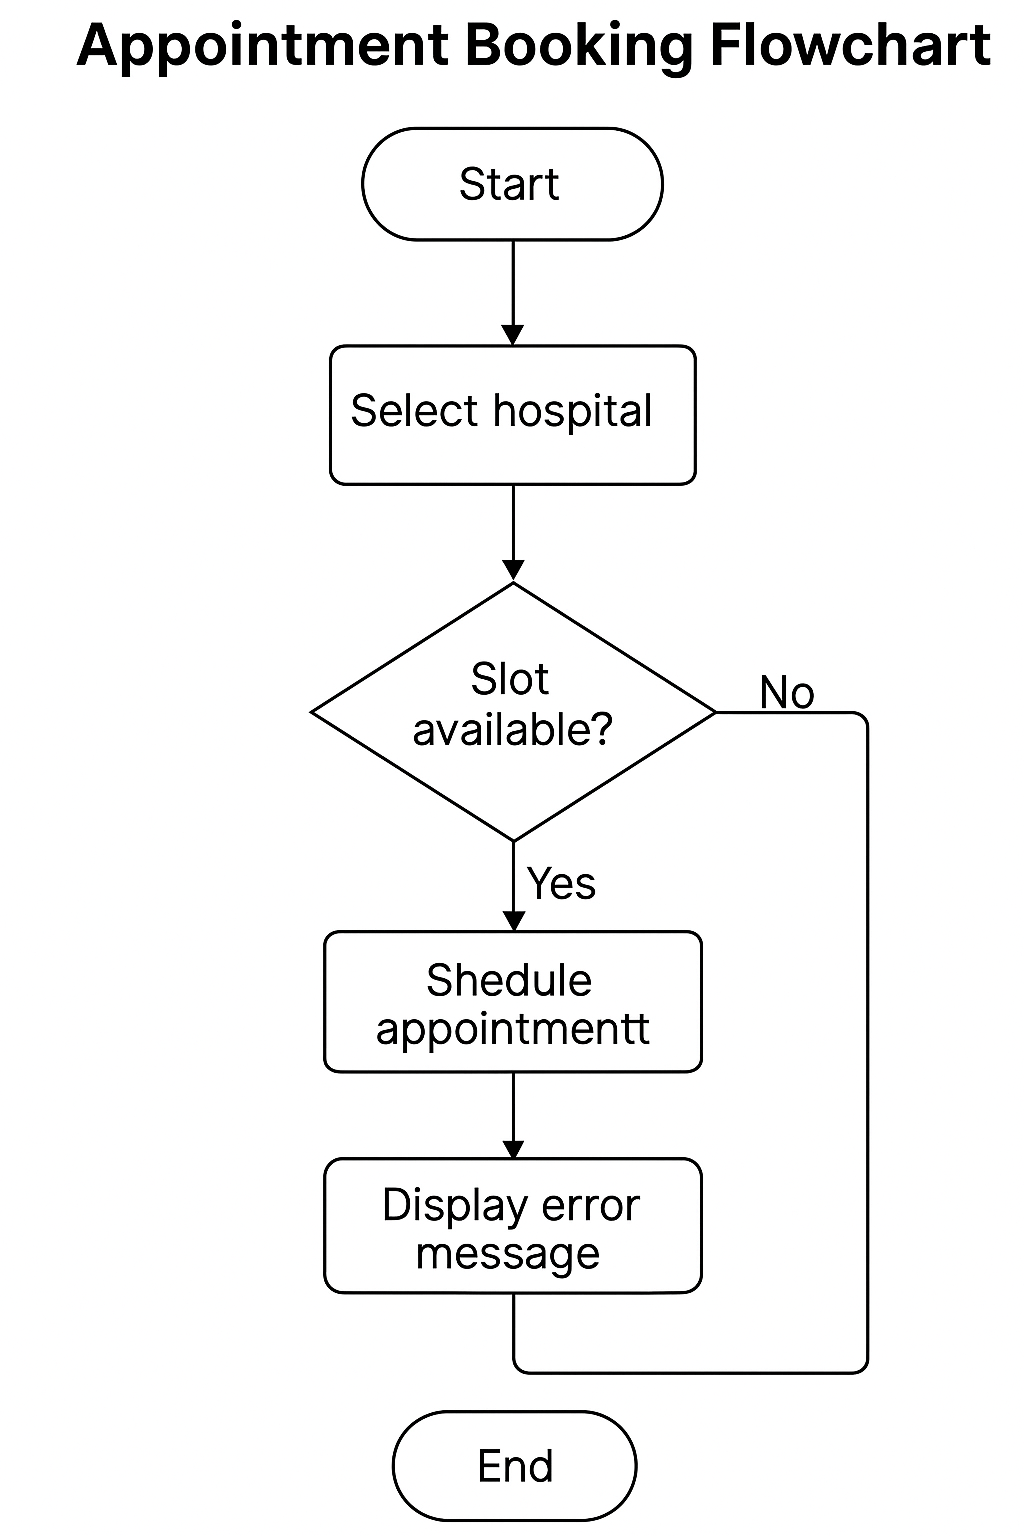 Appointment Booking Flowchart
Start
Select hospital
Slot
available?
No
Yes
Shedule
appointmentt
Display error
message
End